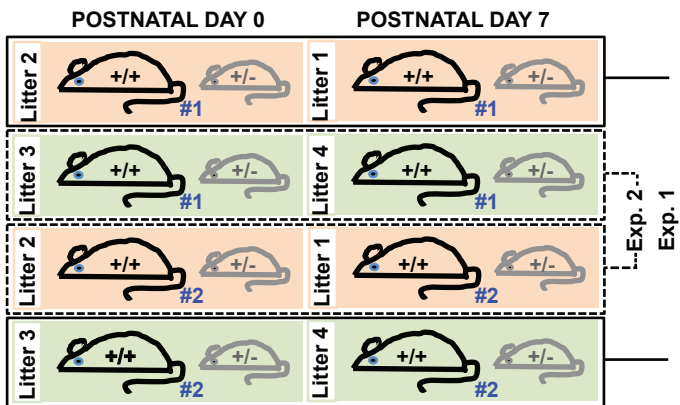 POSTNATAL DAY 0 POSTNATAL DAY 7
Litter 2 +/+ +/- #1 Litter 1 +/+ +/- #1
Litter 3 +/+ +/- #1 Litter 4 +/+ +/- #1
Litter 2 +/+ +/- #2 Litter 1 +/+ +/- #2
Litter 3 +/+ +/- #2 Litter 4 +/+ +/- #2
Exp. 2
Exp. 1